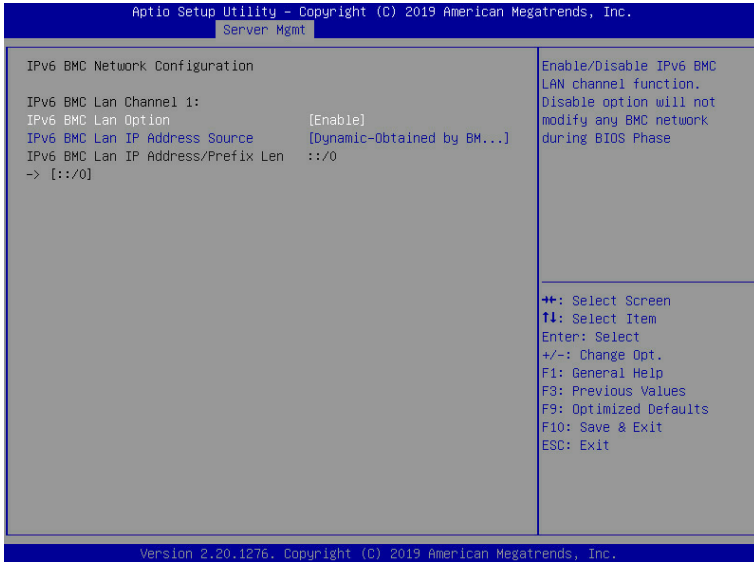 Aptio Setup Utility – Copyright (C) 2019 American Megatrends, Inc.
Server Mgmt
IPv6 BMC Network Configuration
IPv6 BMC Lan Channel 1:
IPv6 BMC Lan Option [Enable]
IPv6 BMC Lan IP Address Source [Dynamic-Obtained by BM...]
IPv6 BMC Lan IP Address/Prefix Len ::/0
-> [::/0]
Enable/Disable IPv6 BMC
LAN channel function.
Disable option will not
modify any BMC network
during BIOS Phase
→←: Select Screen
↑↓: Select Item
Enter: Select
+/-: Change Opt.
F1: General Help
F3: Previous Values
F9: Optimized Defaults
F10: Save & Exit
ESC: Exit
Version 2.20.1276. Copyright (C) 2019 American Megatrends, Inc.